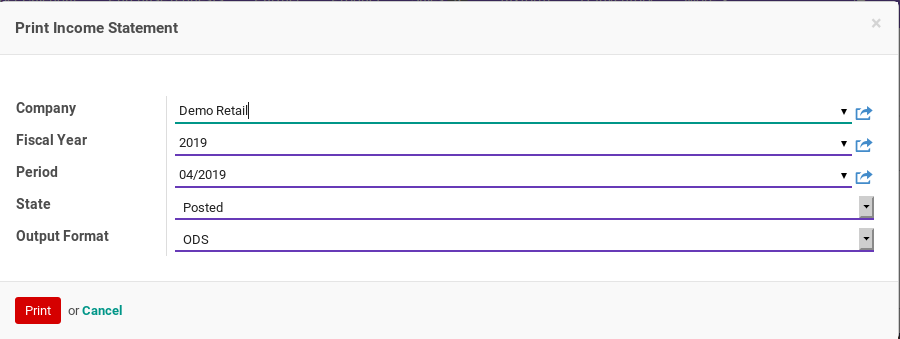 Print Income Statement ×
Company Demo Retail
Fiscal Year 2019
Period 04/2019
State Posted
Output Format ODS
Print or Cancel